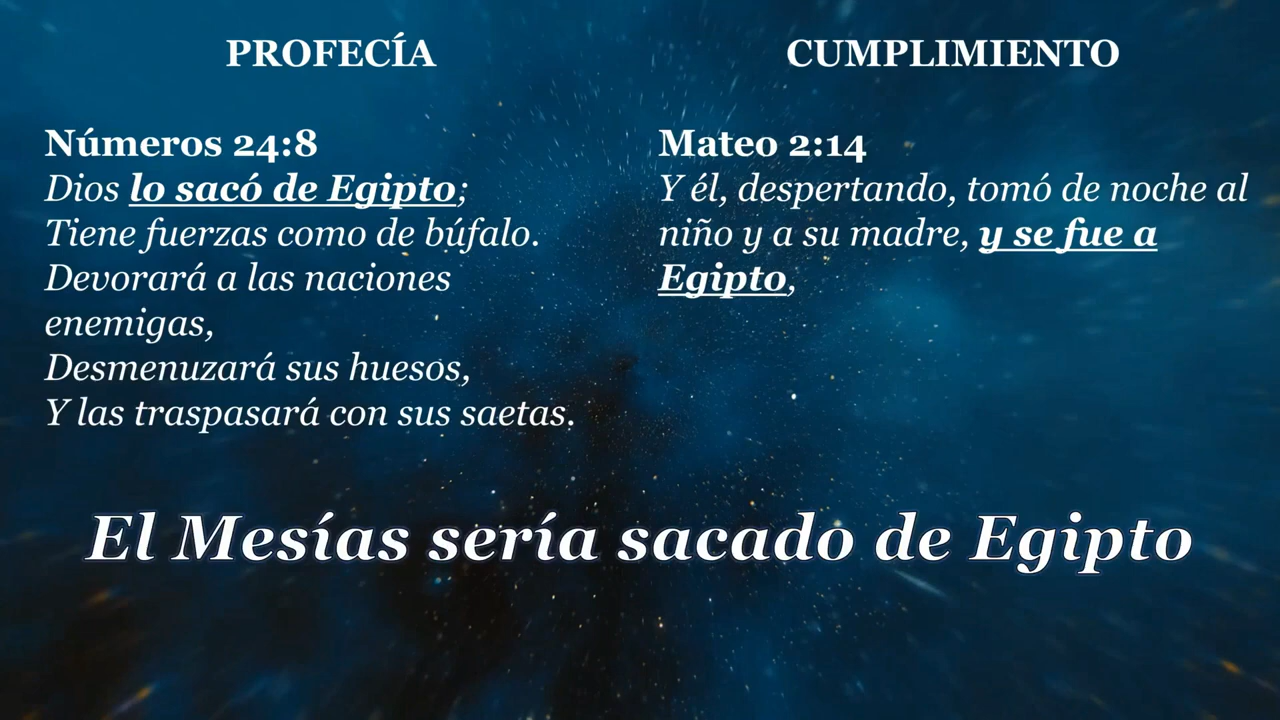 PROFECÍA
Números 24:8
Dios lo sacó de Egipto;
Tiene fuerzas como de búfalo.
Devorará a las naciones
enemigas,
Desmenuzará sus huesos,
Y las traspasará con sus saetas.
CUMPLIMIENTO
Mateo 2:14
Y él, despertando, tomó de noche al
niño y a su madre, y se fue a
Egipto,
El Mesías sería sacado de Egipto